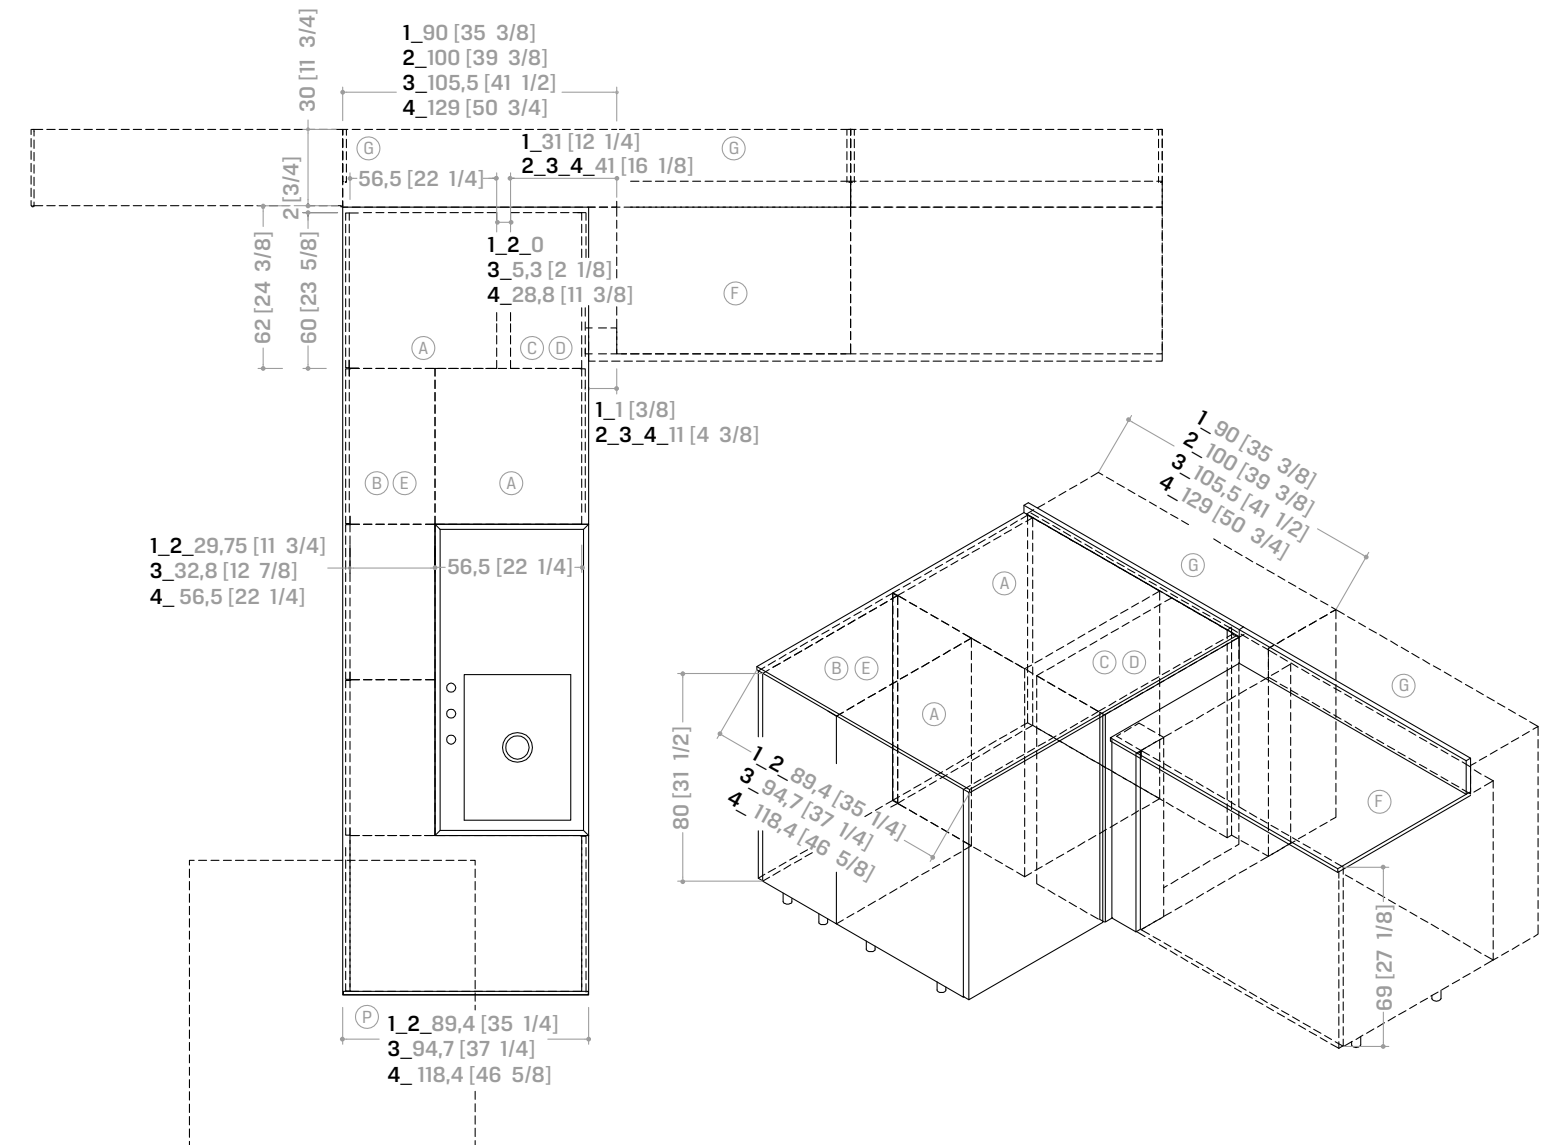 30 [11 3/4]
1_90 [35 3/8]
2_100 [39 3/8]
3_105,5 [41 1/2]
4_129 [50 3/4]
G
1_31 [12 1/4]
2_3_4_41 [16 1/8]
G
56,5 [22 1/4]
2 [3/4]
62 [24 3/8]
60 [23 5/8]
1_2_0
3_5,3 [2 1/8]
4_28,8 [11 3/8]
F
A
C D
1_1 [3/8]
2_3_4_11 [4 3/8]
B E
A
1_2_29,75 [11 3/4]
3_32,8 [12 7/8]
4_ 56,5 [22 1/4]
56,5 [22 1/4]
P
1_2_89,4 [35 1/4]
3_94,7 [37 1/4]
4_ 118,4 [46 5/8]
1_90 [35 3/8]
2_100 [39 3/8]
3_105,5 [41 1/2]
4_129 [50 3/4]
G
A
B E
C D
G
A
F
80 [31 1/2]
1_2_89,4 [35 1/4]
3_94,7 [37 1/4]
4_ 118,4 [46 5/8]
69 [27 1/8]